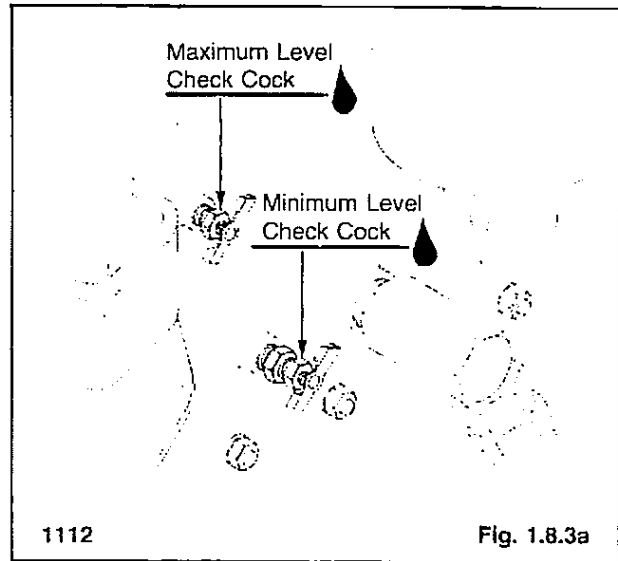 Maximum Level
Check Cock
Minimum Level
Check Cock
1112
Fig. 1.8.3a